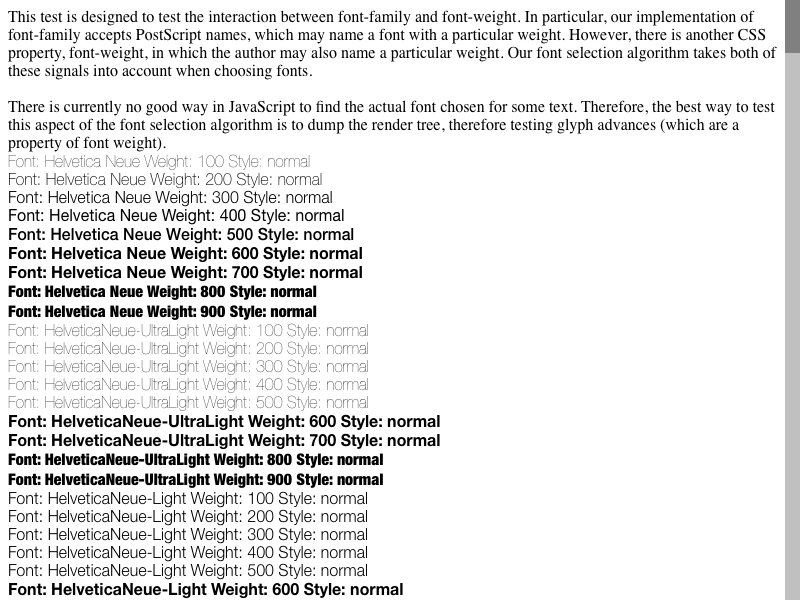 This test is designed to test the interaction between font-family and font-weight. In particular, our implementation of
font-family accepts PostScript names, which may name a font with a particular weight. However, there is another CSS
property, font-weight, in which the author may also name a particular weight. Our font selection algorithm takes both of
these signals into account when choosing fonts.
There is currently no good way in JavaScript to find the actual font chosen for some text. Therefore, the best way to test
this aspect of the font selection algorithm is to dump the render tree, therefore testing glyph advances (which are a
property of font weight).
Font: Helvetica Neue Weight: 100 Style: normal
Font: Helvetica Neue Weight: 200 Style: normal
Font: Helvetica Neue Weight: 300 Style: normal
Font: Helvetica Neue Weight: 400 Style: normal
Font: Helvetica Neue Weight: 500 Style: normal
Font: Helvetica Neue Weight: 600 Style: normal
Font: Helvetica Neue Weight: 700 Style: normal
Font: Helvetica Neue Weight: 800 Style: normal
Font: Helvetica Neue Weight: 900 Style: normal
Font: HelveticaNeue-UltraLight Weight: 100 Style: normal
Font: HelveticaNeue-UltraLight Weight: 200 Style: normal
Font: HelveticaNeue-UltraLight Weight: 300 Style: normal
Font: HelveticaNeue-UltraLight Weight: 400 Style: normal
Font: HelveticaNeue-UltraLight Weight: 500 Style: normal
Font: HelveticaNeue-UltraLight Weight: 600 Style: normal
Font: HelveticaNeue-UltraLight Weight: 700 Style: normal
Font: HelveticaNeue-UltraLight Weight: 800 Style: normal
Font: HelveticaNeue-UltraLight Weight: 900 Style: normal
Font: HelveticaNeue-Light Weight: 100 Style: normal
Font: HelveticaNeue-Light Weight: 200 Style: normal
Font: HelveticaNeue-Light Weight: 300 Style: normal
Font: HelveticaNeue-Light Weight: 400 Style: normal
Font: HelveticaNeue-Light Weight: 500 Style: normal
Font: HelveticaNeue-Light Weight: 600 Style: normal